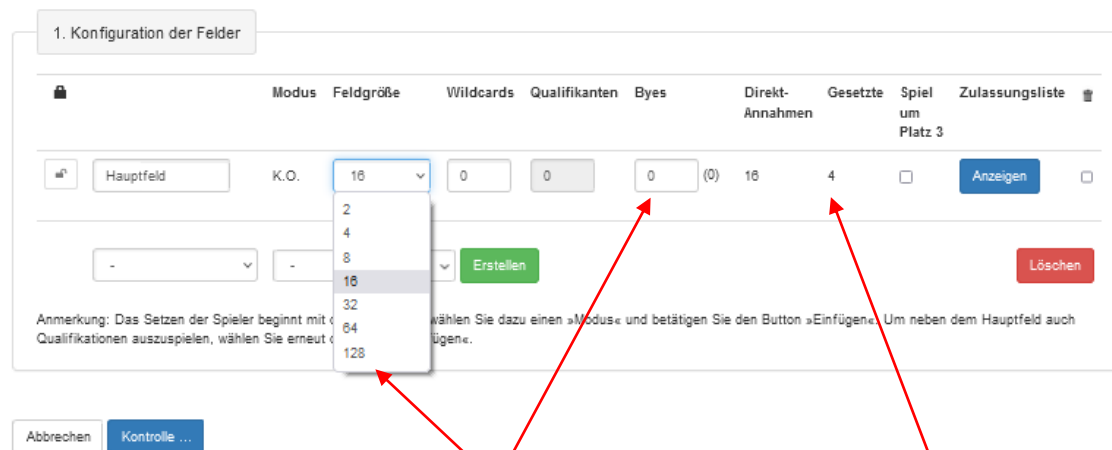 1. Konfiguration der Felder
Modus Feldgröße Wildcards Qualifikanten Byes Direkt-Annahmen Gesetzte Spiel um Platz 3 Zulassungsliste
Hauptfeld K.O. 16 0 0 0 (0) 16 4 Anzeigen
2
4
8
16
32
64
128
- - Erstellen Löschen
Anmerkung: Das Setzen der Spieler beginnt mit wählen Sie dazu einen »Modus« und betätigen Sie den Button »Einfügen«. Um neben dem Hauptfeld auch
Qualifikationen auszuspielen, wählen Sie erneut
Abbrechen Kontrolle ...